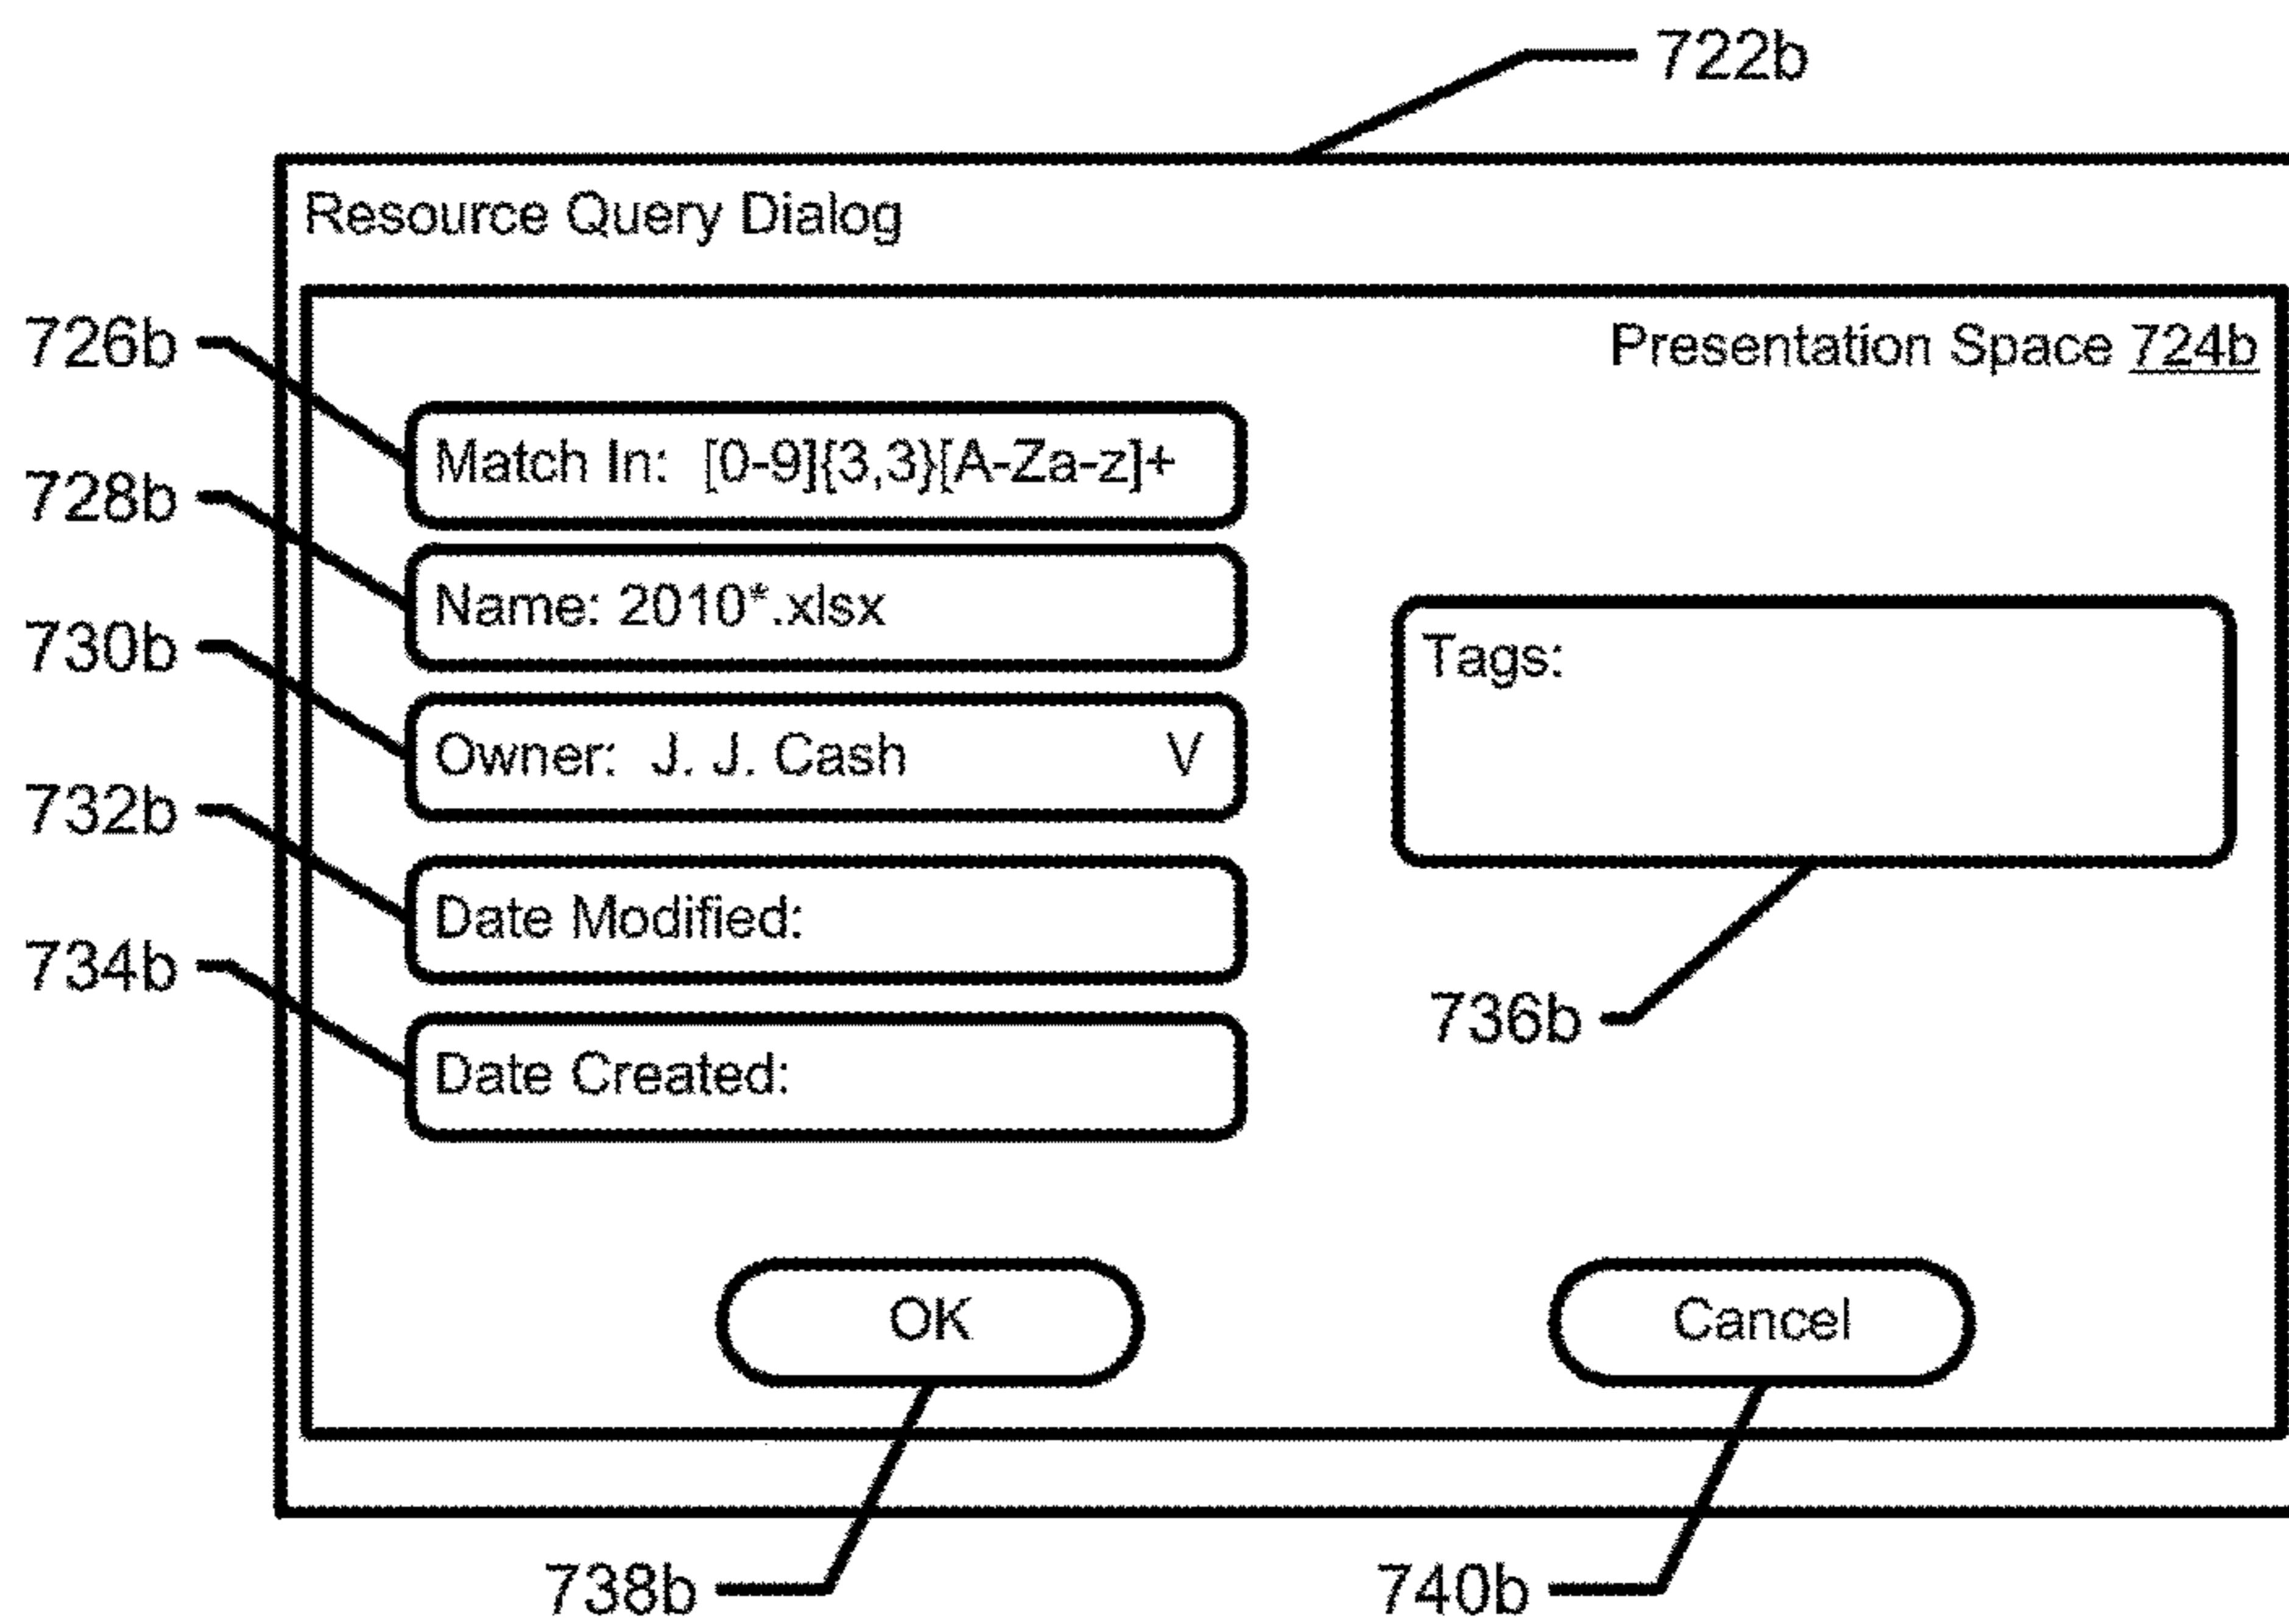 722b
Resource Query Dialog
Presentation Space 724b
726b
Match In: [0-9]{3,3}[A-Za-z]+
728b
Name: 2010*.xlsx
730b
Owner: J. J. Cash V
Tags:
732b
Date Modified:
734b
Date Created:
736b
OK
Cancel
738b
740b